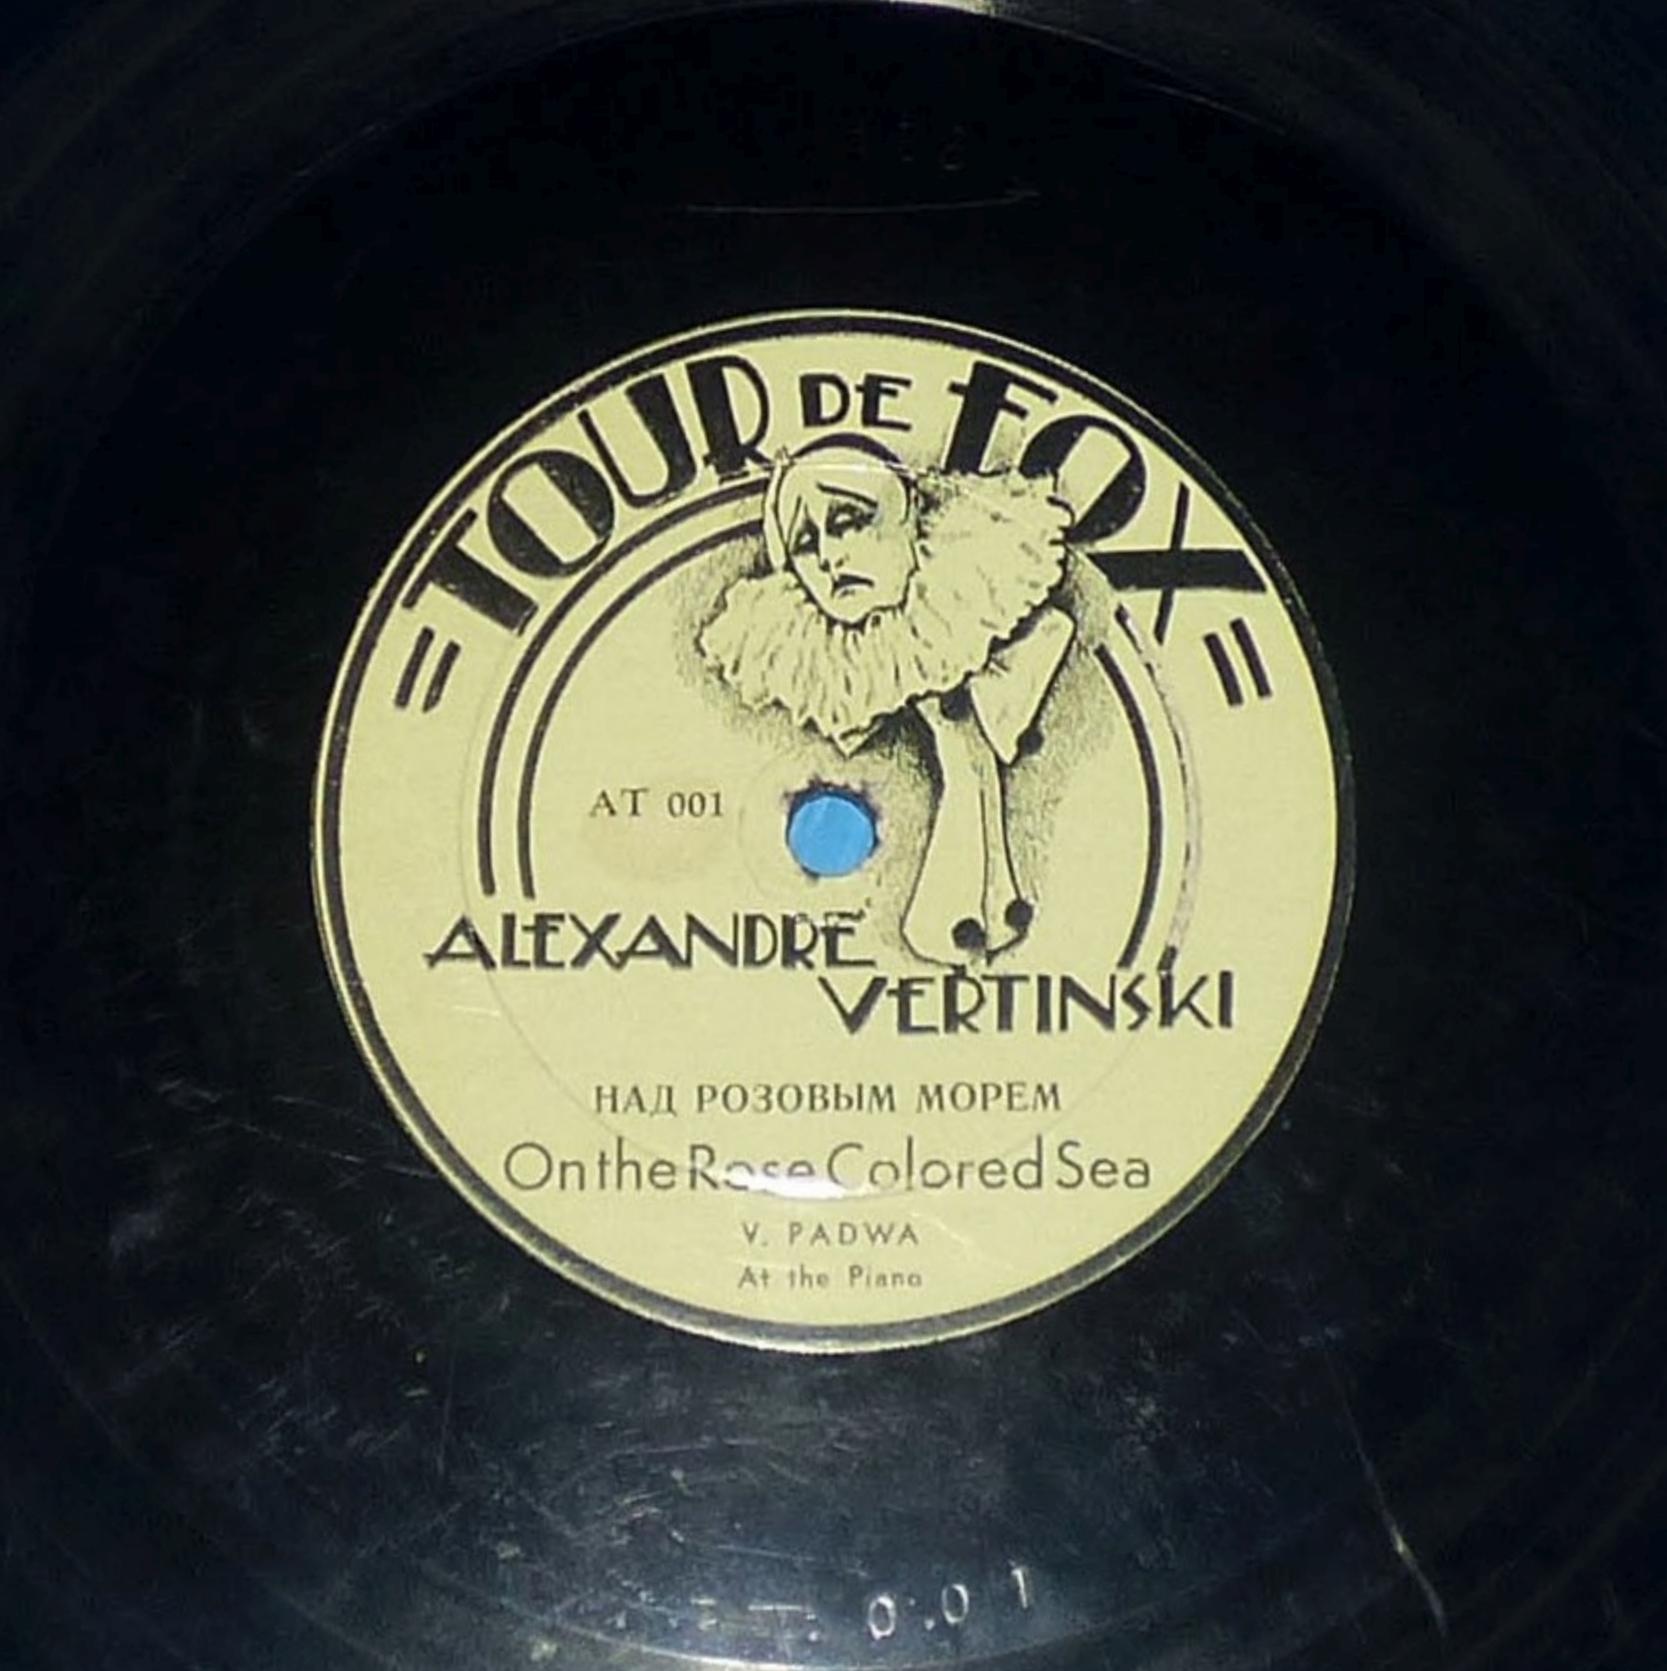 =TOUR DE FOX=
AT 001
ALEXANDRE
VERTINSKI
НАД РОЗОВЫМ МОРЕМ
On the Rose Colored Sea
V. PADWA
At the Piano
001